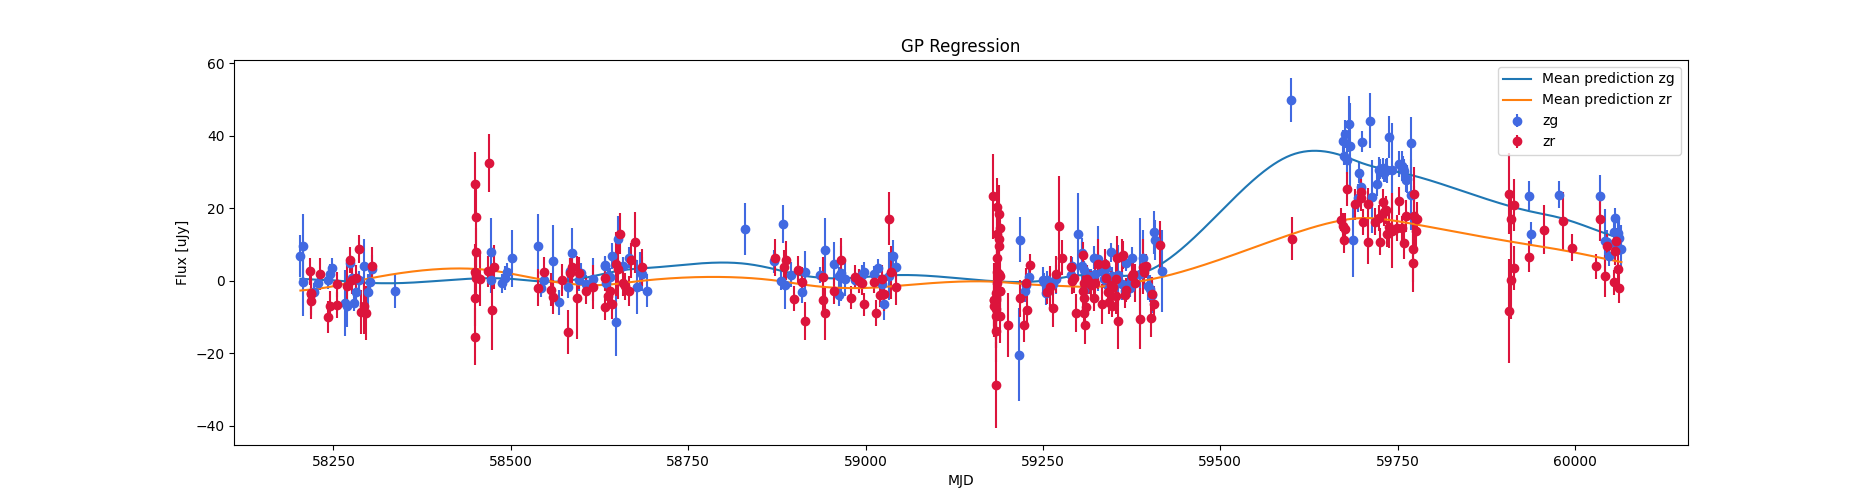 GP Regression
60
40
20
0
−20
−40
Flux [uJy]
58250
58500
58750
59000
59250
59500
59750
60000
MJD
Mean prediction zg
Mean prediction zr
zg
zr